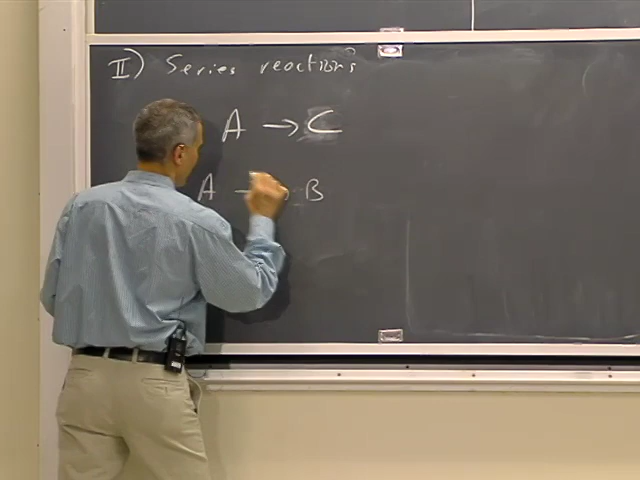 II) Series reactions
A → C
A → B